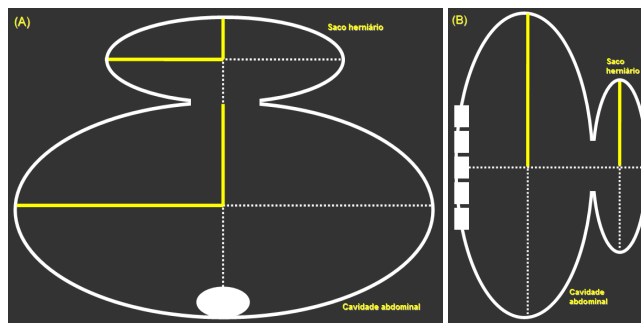 (A)
Saco herniário
Cavidade abdominal
(B)
Saco
herniário
Cavidade
abdominal